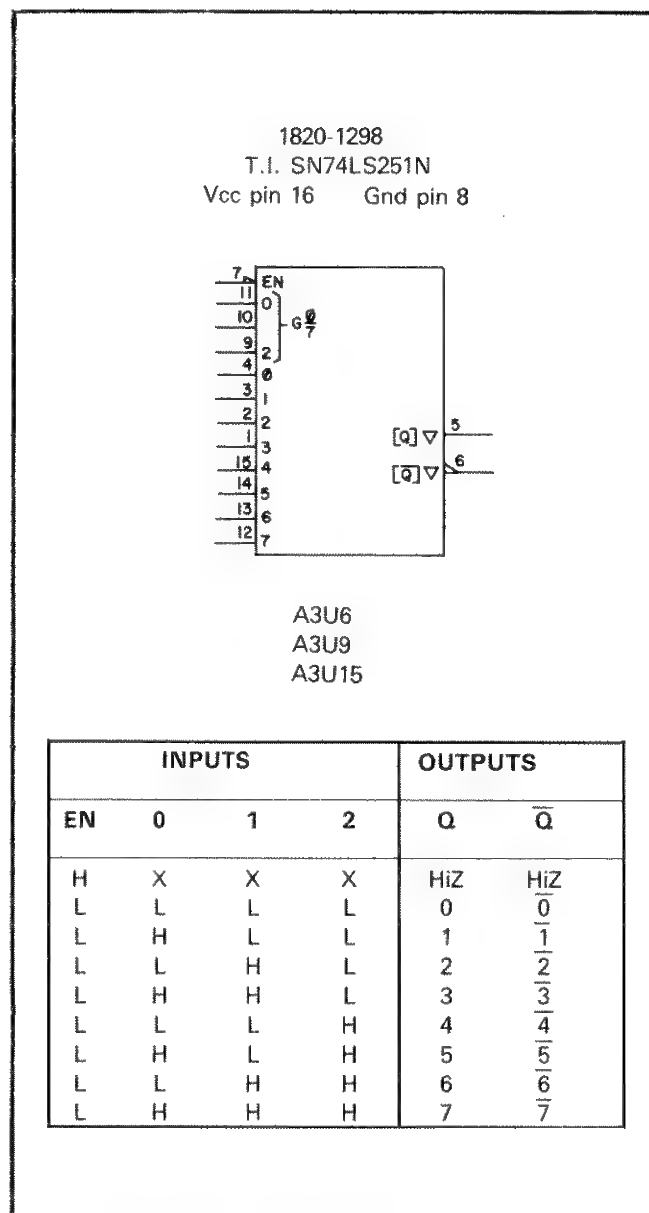 1820-1298
T.I. SN74LS251N
Vcc pin 16 Gnd pin 8
7 EN
11 0
10 G 0/7
9 2
4 0
3 1
2 2
1 3
15 4
14 5
13 6
12 7
[Q] ▽ 5
[Q̅] ▽ 6
A3U6
A3U9
A3U15
INPUTS OUTPUTS
EN 0 1 2 Q Q̅
H X X X HiZ H̅i̅Z̅
L L L L 0 0̅
L H L L 1 1̅
L L H L 2 2̅
L H H L 3 3̅
L L L H 4 4̅
L H L H 5 5̅
L L H H 6 6̅
L H H H 7 7̅